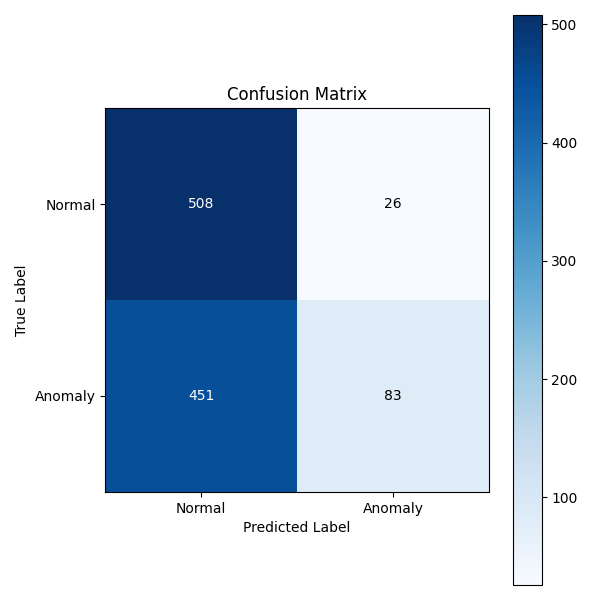 Confusion Matrix
500
400
300
200
100
True Label
Normal
508
26
Anomaly
451
83
Normal
Anomaly
Predicted Label